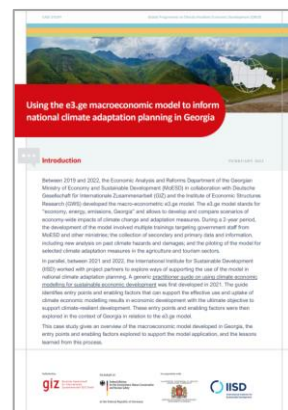 Using the e3.ge macroeconomic model to inform
national climate adaptation planning in Georgia
Introduction
FEBRUARY 2023
Between 2019 and 2022, the Economic Analysis and Reforms Department of the Georgian
Ministry of Economy and Sustainable Development (MoESD) in collaboration with Deutsche
Gesellschaft für Internationale Zusammenarbeit (GIZ) and the Institute of Economic Structures
Research (GWS) developed the macro-econometric e3.ge model. The e3.ge model stands for
"economy, energy, emissions, Georgia" and allows to develop and compare scenarios of
economy-wide impacts of climate change and adaptation measures. During a 2-year period,
the development of the model involved multiple trainings targeting government staff from
MoESD and other ministries, the collection of secondary and primary data and information,
including new analysis on past climate hazards and damages, and the piloting of the model for
selected climate adaptation measures in the agriculture and tourism sectors.
In parallel, between 2021 and 2022, the International Institute for Sustainable Development
(IISD) worked with project partners to explore ways of supporting the use of the model in
national climate adaptation planning. A generic practitioner guide on using climate economic
modelling for sustainable economic development was first developed in 2021. The guide
identifies entry points and enabling factors that can support the effective use and uptake of
climate economic modelling results in economic development with the ultimate objective to
support climate-resilient development. These entry points and enabling factors were then
explored in the context of Georgia in relation to the e3.ge model.
This case study gives an overview of the macroeconomic model developed in Georgia, the
entry points and enabling factors explored to support the model application, and the lessons
learned from this process.
giz
IISD